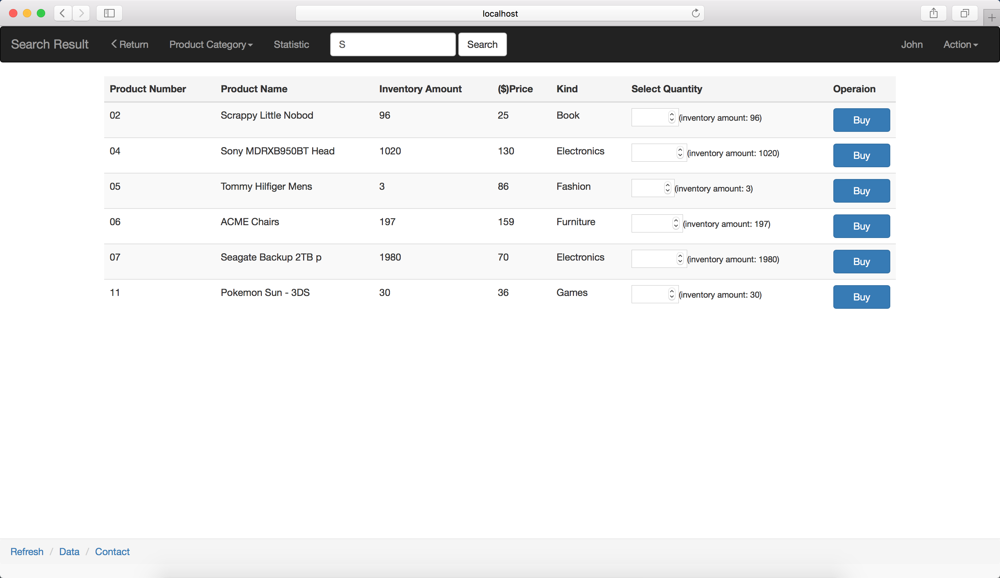 localhost
Search Result Return Product Category Statistic S Search John Action
Product Number Product Name Inventory Amount ($)Price Kind Select Quantity Operaion
02 Scrappy Little Nobod 96 25 Book (inventory amount: 96) Buy
04 Sony MDRXB950BT Head 1020 130 Electronics (inventory amount: 1020) Buy
05 Tommy Hilfiger Mens 3 86 Fashion (inventory amount: 3) Buy
06 ACME Chairs 197 159 Furniture (inventory amount: 197) Buy
07 Seagate Backup 2TB p 1980 70 Electronics (inventory amount: 1980) Buy
11 Pokemon Sun - 3DS 30 36 Games (inventory amount: 30) Buy
Refresh / Data / Contact